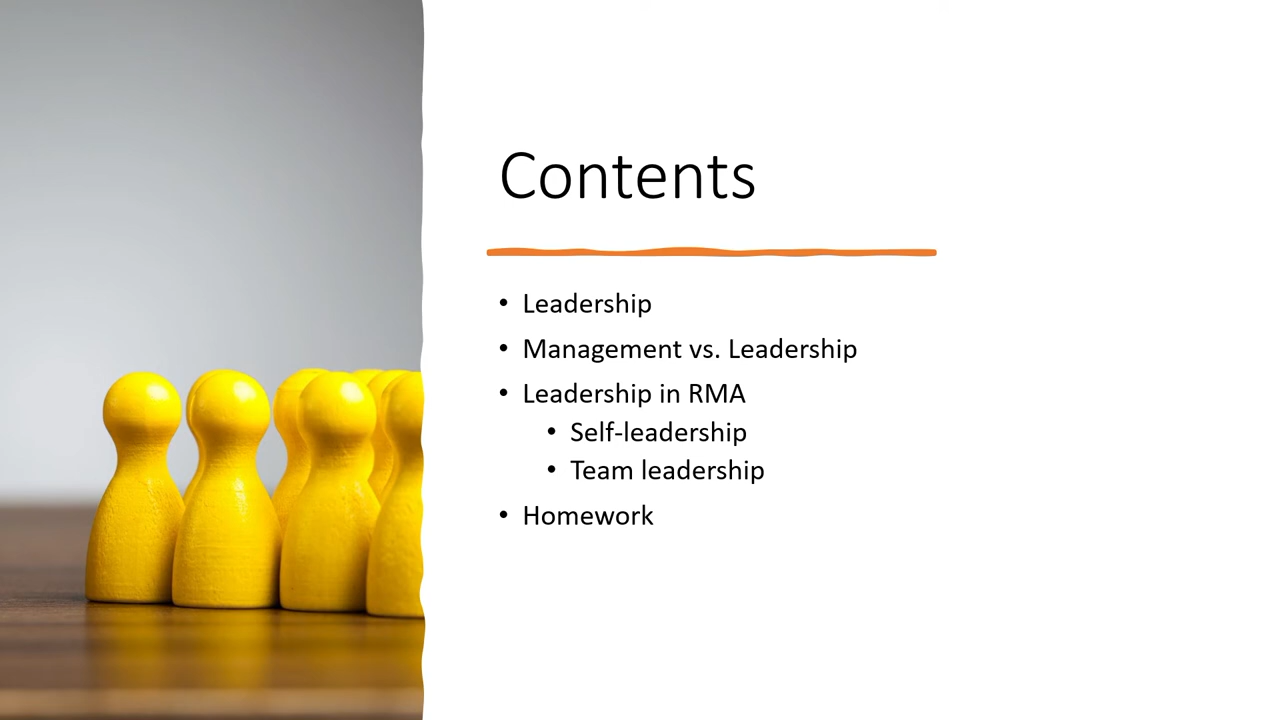 Contents
• Leadership
• Management vs. Leadership
• Leadership in RMA
• Self-leadership
• Team leadership
• Homework